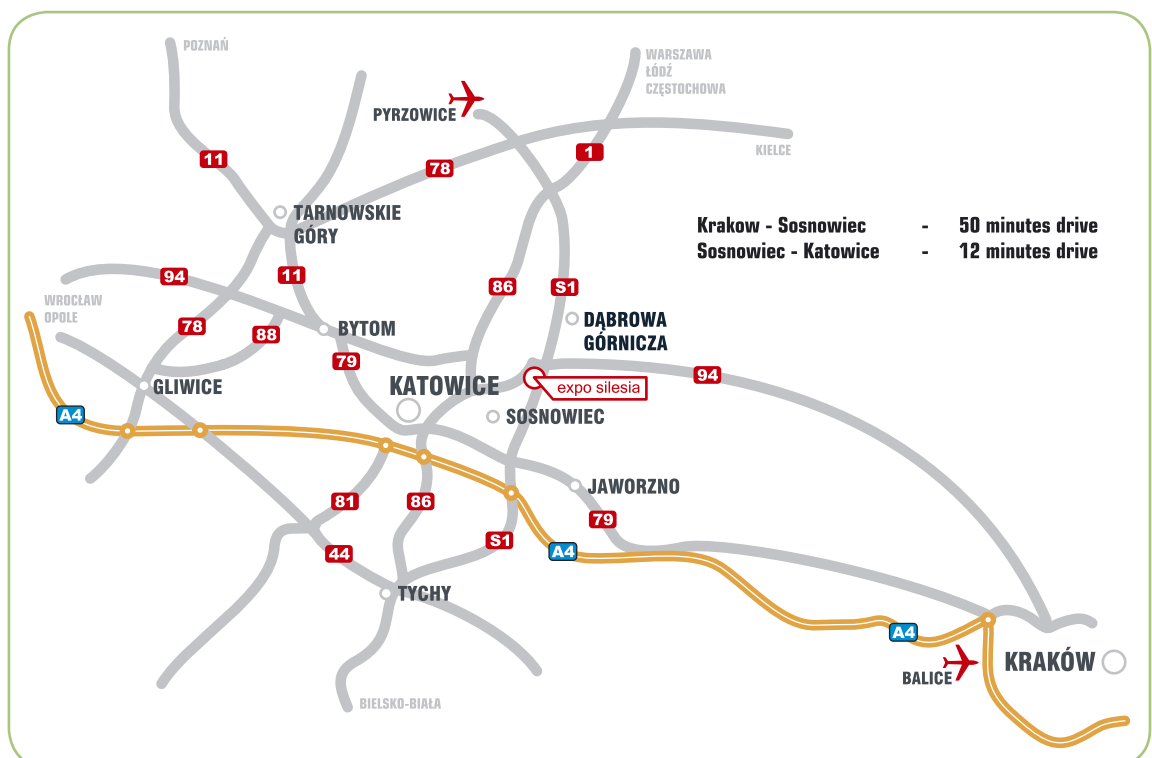 POZNAŃ
WARSZAWA
ŁÓDŹ
CZĘSTOCHOWA
PYRZOWICE
KIELCE
1
11
78
TARNOWSKIE
GÓRY
Krakow - Sosnowiec - 50 minutes drive
Sosnowiec - Katowice - 12 minutes drive
94
11
86
S1
WROCŁAW
OPOLE
78
88
BYTOM
DĄBROWA
GÓRNICZA
79
94
GLIWICE
KATOWICE
expo silesia
A4
SOSNOWIEC
JAWORZNO
81
86
79
S1
44
A4
TYCHY
A4
KRAKÓW
BALICE
BIELSKO-BIAŁA